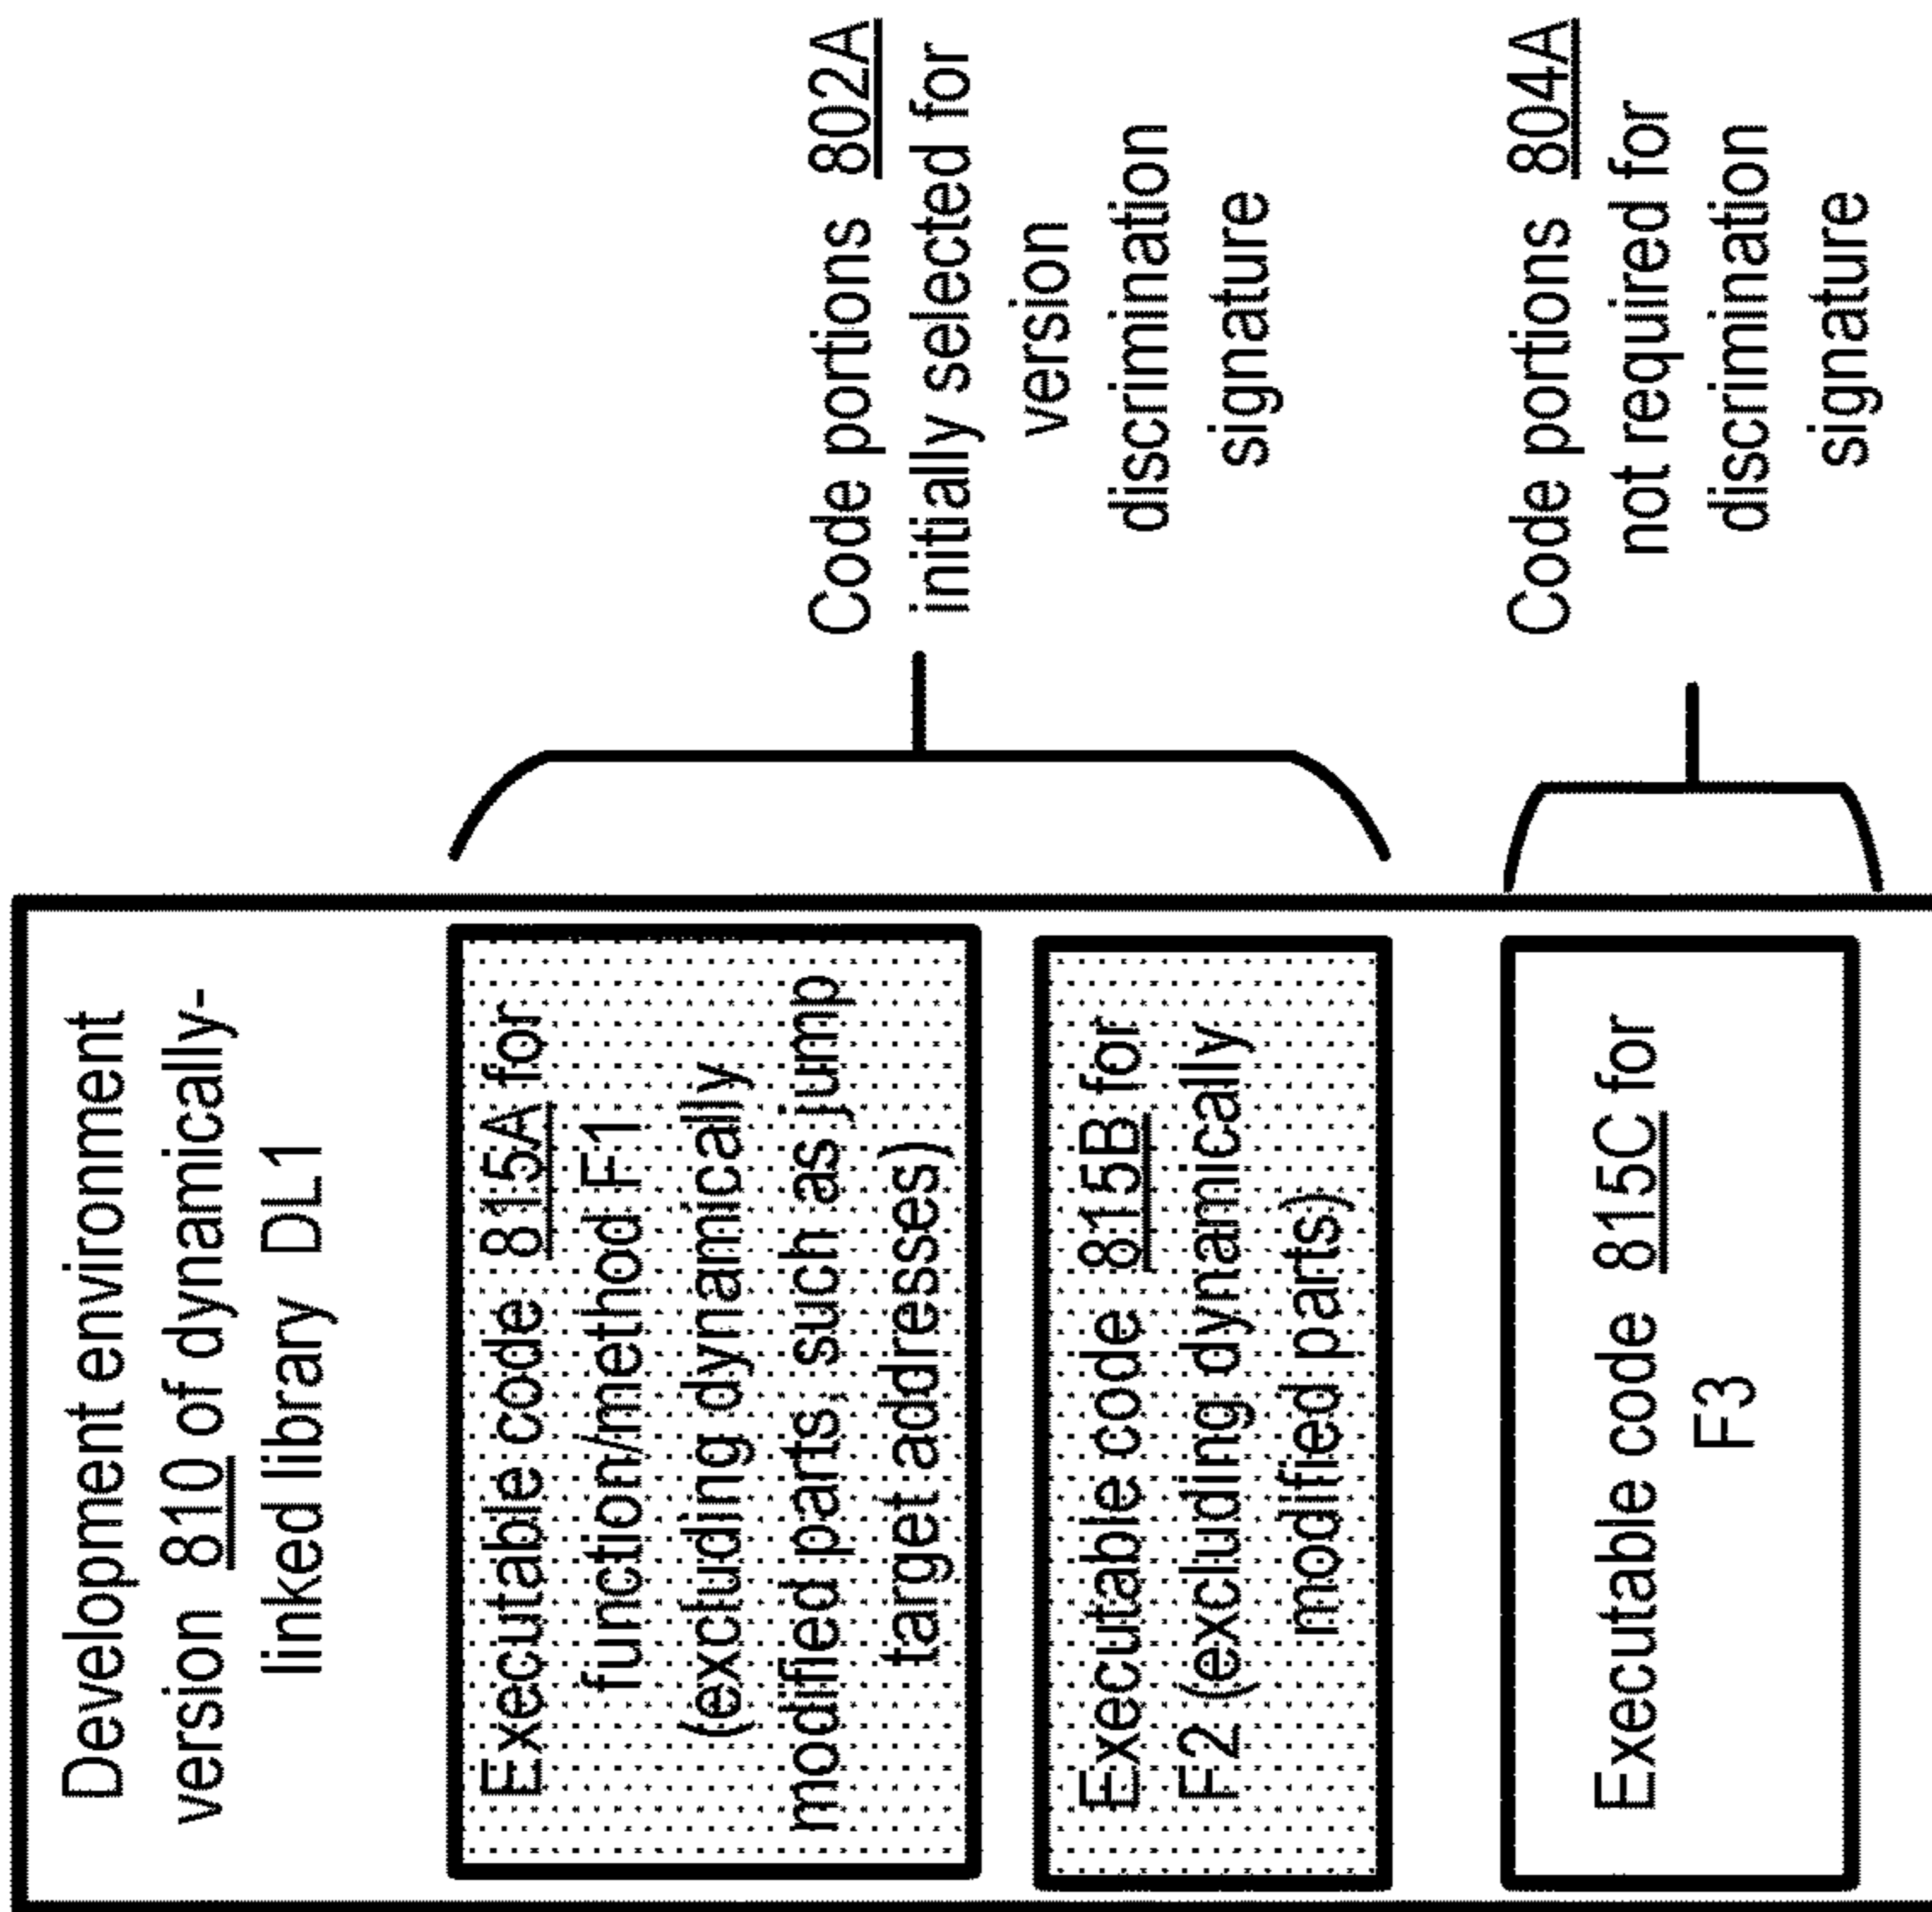 Development environment
version 810 of dynamically-
linked library DL1
Executable code 815A for
function/method F1
(excluding dynamically
modified parts, such as jump
target addresses)
Executable code 815B for
F2 (excluding dynamically
modified parts)
Executable code 815C for
F3
Code portions 802A
initially selected for
version
discrimination
signature
Code portions 804A
not required for
discrimination
signature